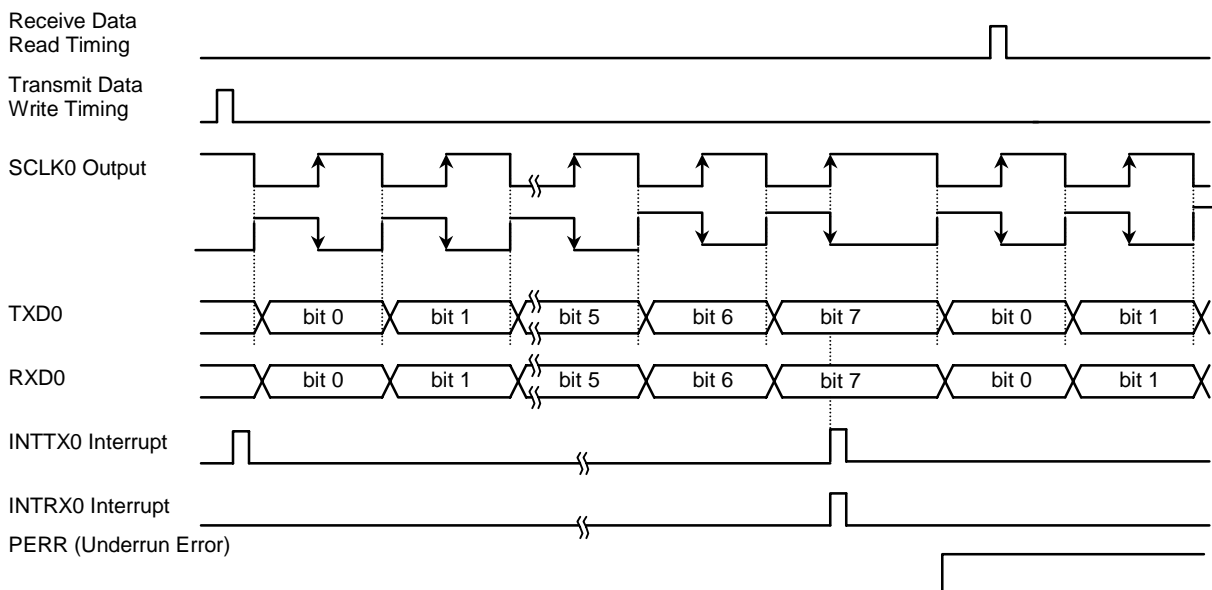 Receive Data
Read Timing
Transmit Data
Write Timing
SCLK0 Output
TXD0
bit 0 bit 1 bit 5 bit 6 bit 7 bit 0 bit 1
RXD0
bit 0 bit 1 bit 5 bit 6 bit 7 bit 0 bit 1
INTTX0 Interrupt
INTRX0 Interrupt
PERR (Underrun Error)